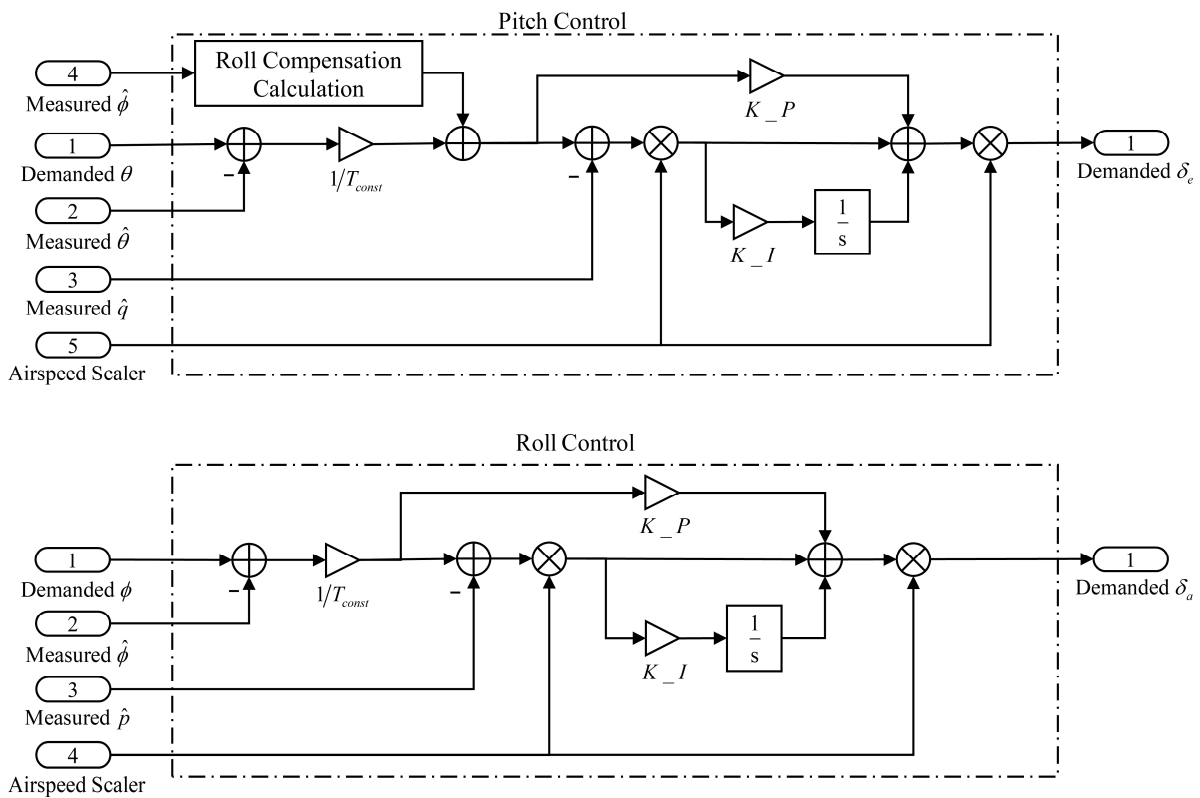 Pitch Control
4
Measured ϕ̂
Roll Compensation
Calculation
1
Demanded θ
1/T_const
K_P
2
Measured θ̂
K_I
1
s
3
Measured q̂
5
Airspeed Scaler
1
Demanded δ_e
–
–
Roll Control
1
Demanded ϕ
1/T_const
K_P
2
Measured ϕ̂
K_I
1
s
3
Measured p̂
4
Airspeed Scaler
1
Demanded δ_a
–
–